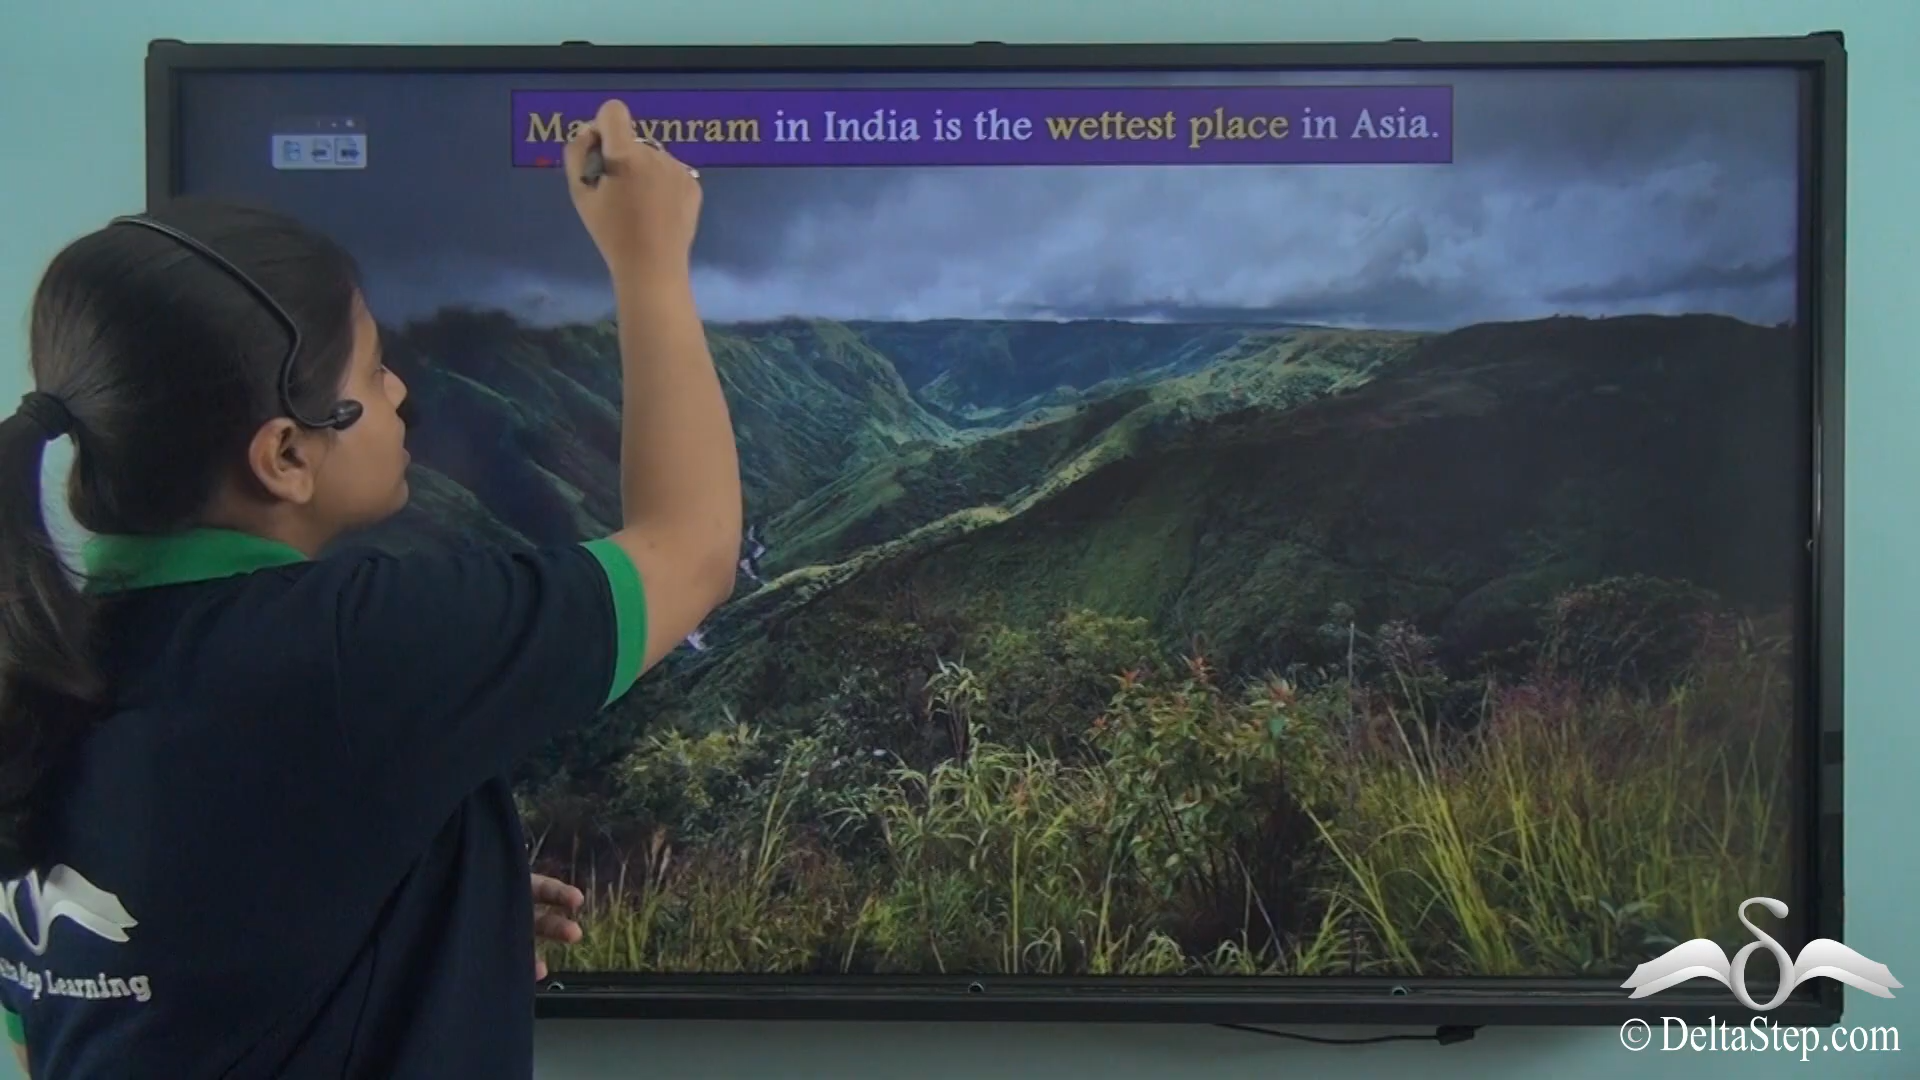 in India is the wettest place in Asia.
Learning
© DeltaStep.com